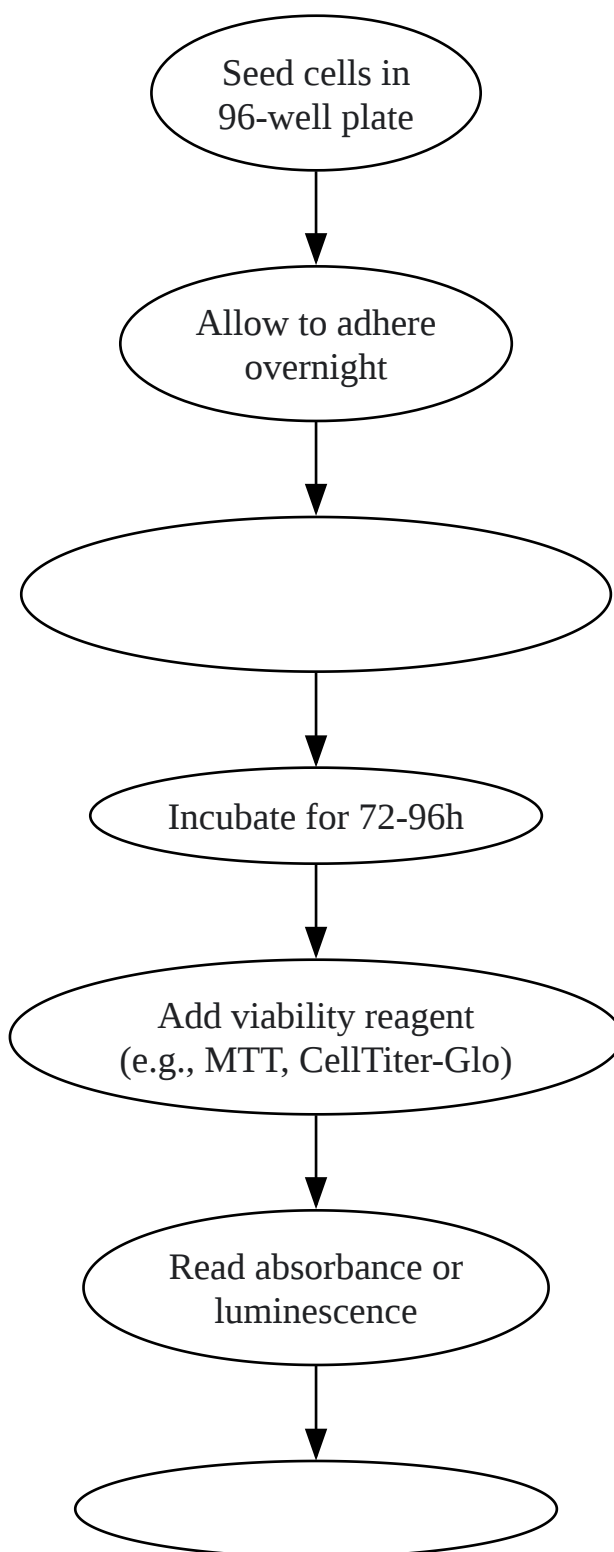 Seed cells in
96-well plate
Allow to adhere
overnight
Incubate for 72-96h
Add viability reagent
(e.g., MTT, CellTiter-Glo)
Read absorbance or
luminescence